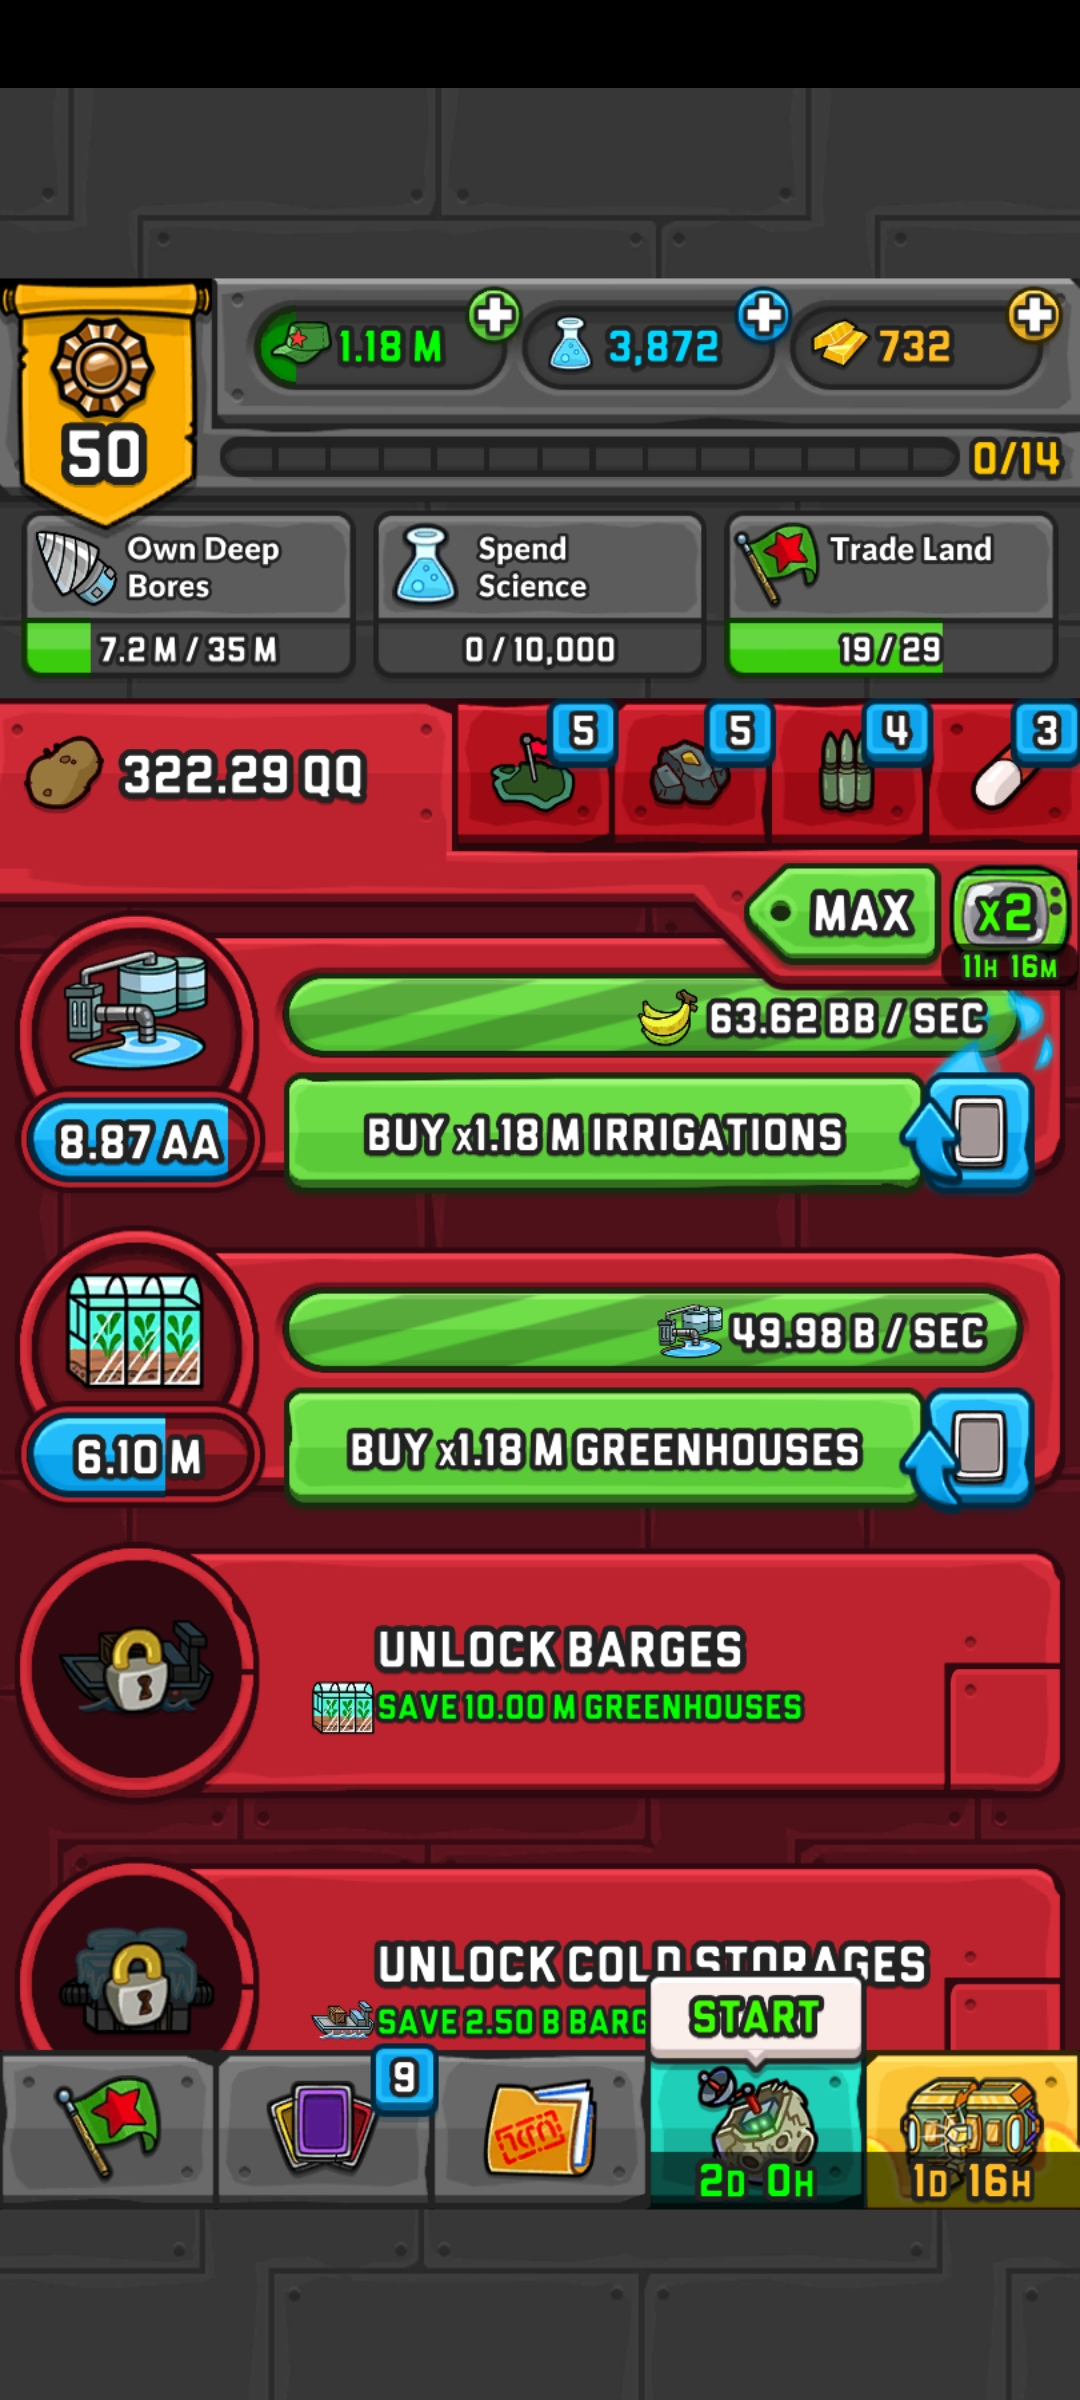 1.18 M
3,872
732
50
0/14
Own Deep
Bores
7.2 M / 35 M
Spend
Science
0 / 10,000
Trade Land
19 / 29
322.29 QQ
5
5
4
3
MAX
x2
11H 16M
63.62 BB / SEC
8.87 AA
BUY x1.18 M IRRIGATIONS
49.98 B / SEC
6.10 M
BUY x1.18 M GREENHOUSES
UNLOCK BARGES
SAVE 10.00 M GREENHOUSES
UNLOCK COLD STORAGES
SAVE 2.50 B BARG
START
9
2D 0H
1D 16H